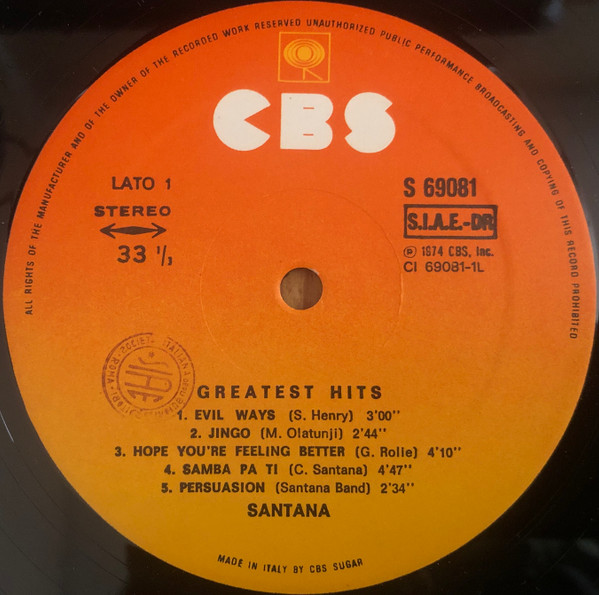 ALL RIGHTS OF THE MANUFACTURER AND OF THE OWNER OF THE RECORDED WORK RESERVED UNAUTHORIZED PUBLIC PERFORMANCE BROADCASTING AND COPYING OF THIS RECORD PROHIBITED
CBS
LATO 1
STEREO
33 1/3
S 69081
S.I.A.E.-DR
℗ 1974 CBS, Inc.
CI 69081-1L
SIAE
GREATEST HITS
1. EVIL WAYS (S. Henry) 3'00''
2. JINGO (M. Olatunji) 2'44''
3. HOPE YOU'RE FEELING BETTER (G. Rolie) 4'10''
4. SAMBA PA TI (C. Santana) 4'47''
5. PERSUASION (Santana Band) 2'34''
SANTANA
MADE IN ITALY BY CBS SUGAR